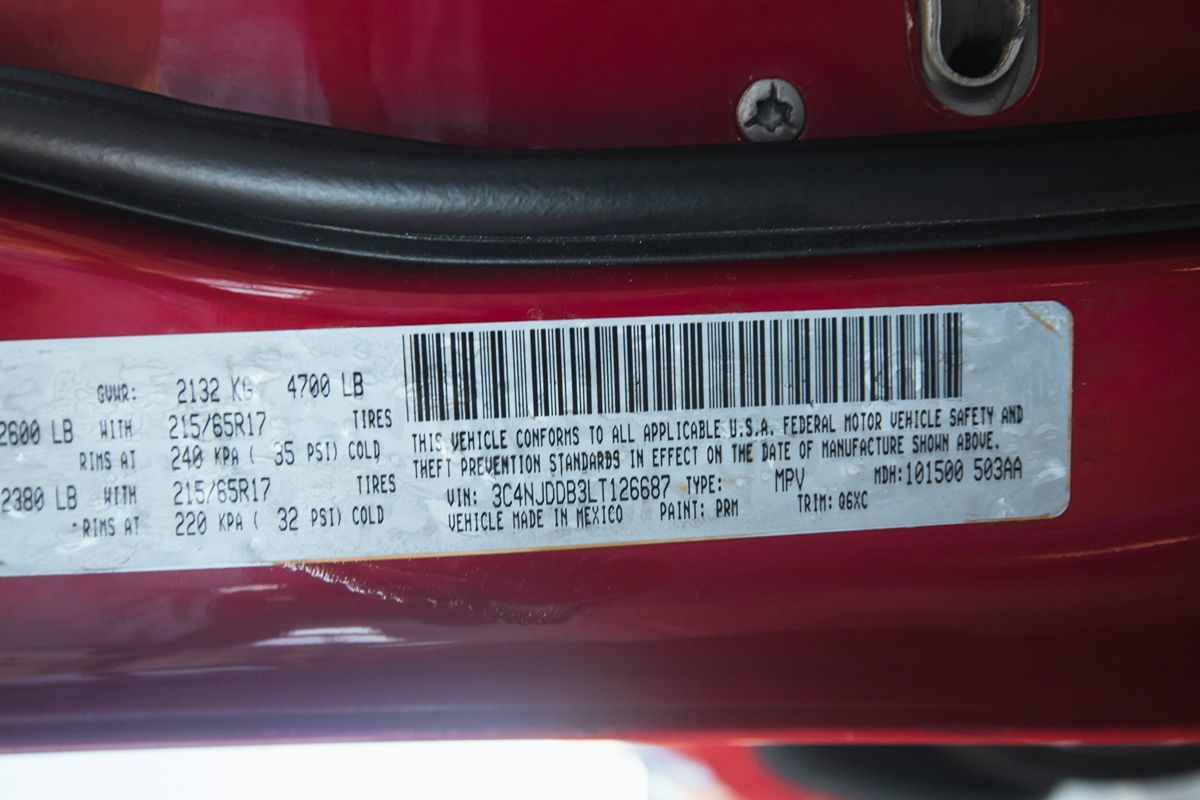 GVWR: 2132 KG 4700 LB
2600 LB WITH 215/65R17 TIRES
RIMS AT 240 KPA ( 35 PSI) COLD
2380 LB WITH 215/65R17 TIRES
RIMS AT 220 KPA ( 32 PSI) COLD
THIS VEHICLE CONFORMS TO ALL APPLICABLE U.S.A. FEDERAL MOTOR VEHICLE SAFETY AND
THEFT PREVENTION STANDARDS IN EFFECT ON THE DATE OF MANUFACTURE SHOWN ABOVE.
VIN: 3C4NJDDB3LT126687 TYPE: MPV MDH:101500 503AA
VEHICLE MADE IN MEXICO PAINT: PRM TRIM: Q6XC